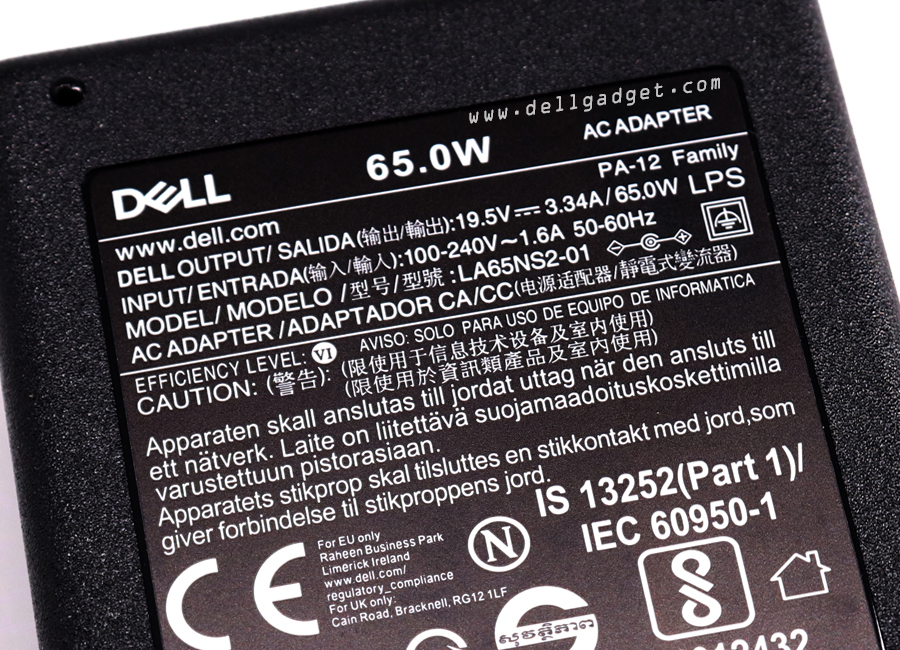 www.dellgadget.com
DELL 65.0W AC ADAPTER
www.dell.com PA-12 Family
DELL OUTPUT/ SALIDA(输出/輸出):19.5V⎓3.34A/65.0W LPS
INPUT/ENTRADA(输入/輸入):100-240V~1.6A 50-60Hz
MODEL/ MODELO /型号/型號:LA65NS2-01
AC ADAPTER /ADAPTADOR CA/CC(电源适配器/靜電式變流器)
EFFICIENCY LEVEL: VI AVISO: SOLO PARA USO DE EQUIPO DE INFORMATICA
CAUTION: (警告): (限使用于信息技术设备及室内使用)
(限使用於資訊類產品及室內使用)
Apparaten skall anslutas till jordat uttag när den ansluts till
ett nätverk. Laite on liitettävä suojamaadoituskoskettimilla
varustettuun pistorasiaan.
Apparatets stikprop skal tilsluttes en stikkontakt med jord,som
giver forbindelse til stikproppens jord.
IS 13252(Part 1)/
IEC 60950-1
CE
For EU only
Raheen Business Park
Limerick Ireland
www.dell.com/
regulatory_compliance
For UK only:
Cain Road, Bracknell, RG12 1LF
N